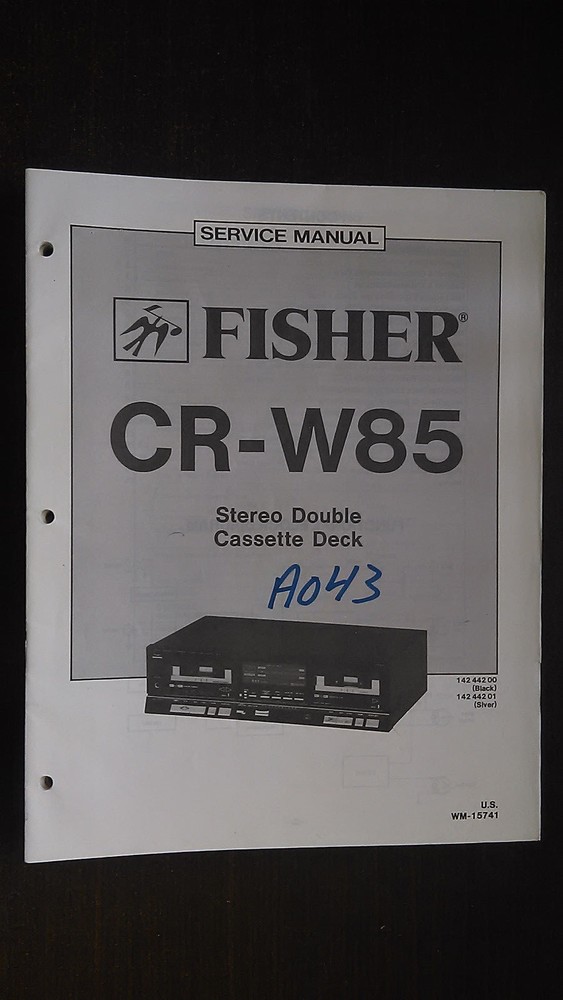 SERVICE MANUAL
FISHER®
CR-W85
Stereo Double
Cassette Deck
A043
142 442 00
(Black)
142 442 01
(Siver)
U.S.
WM-15741